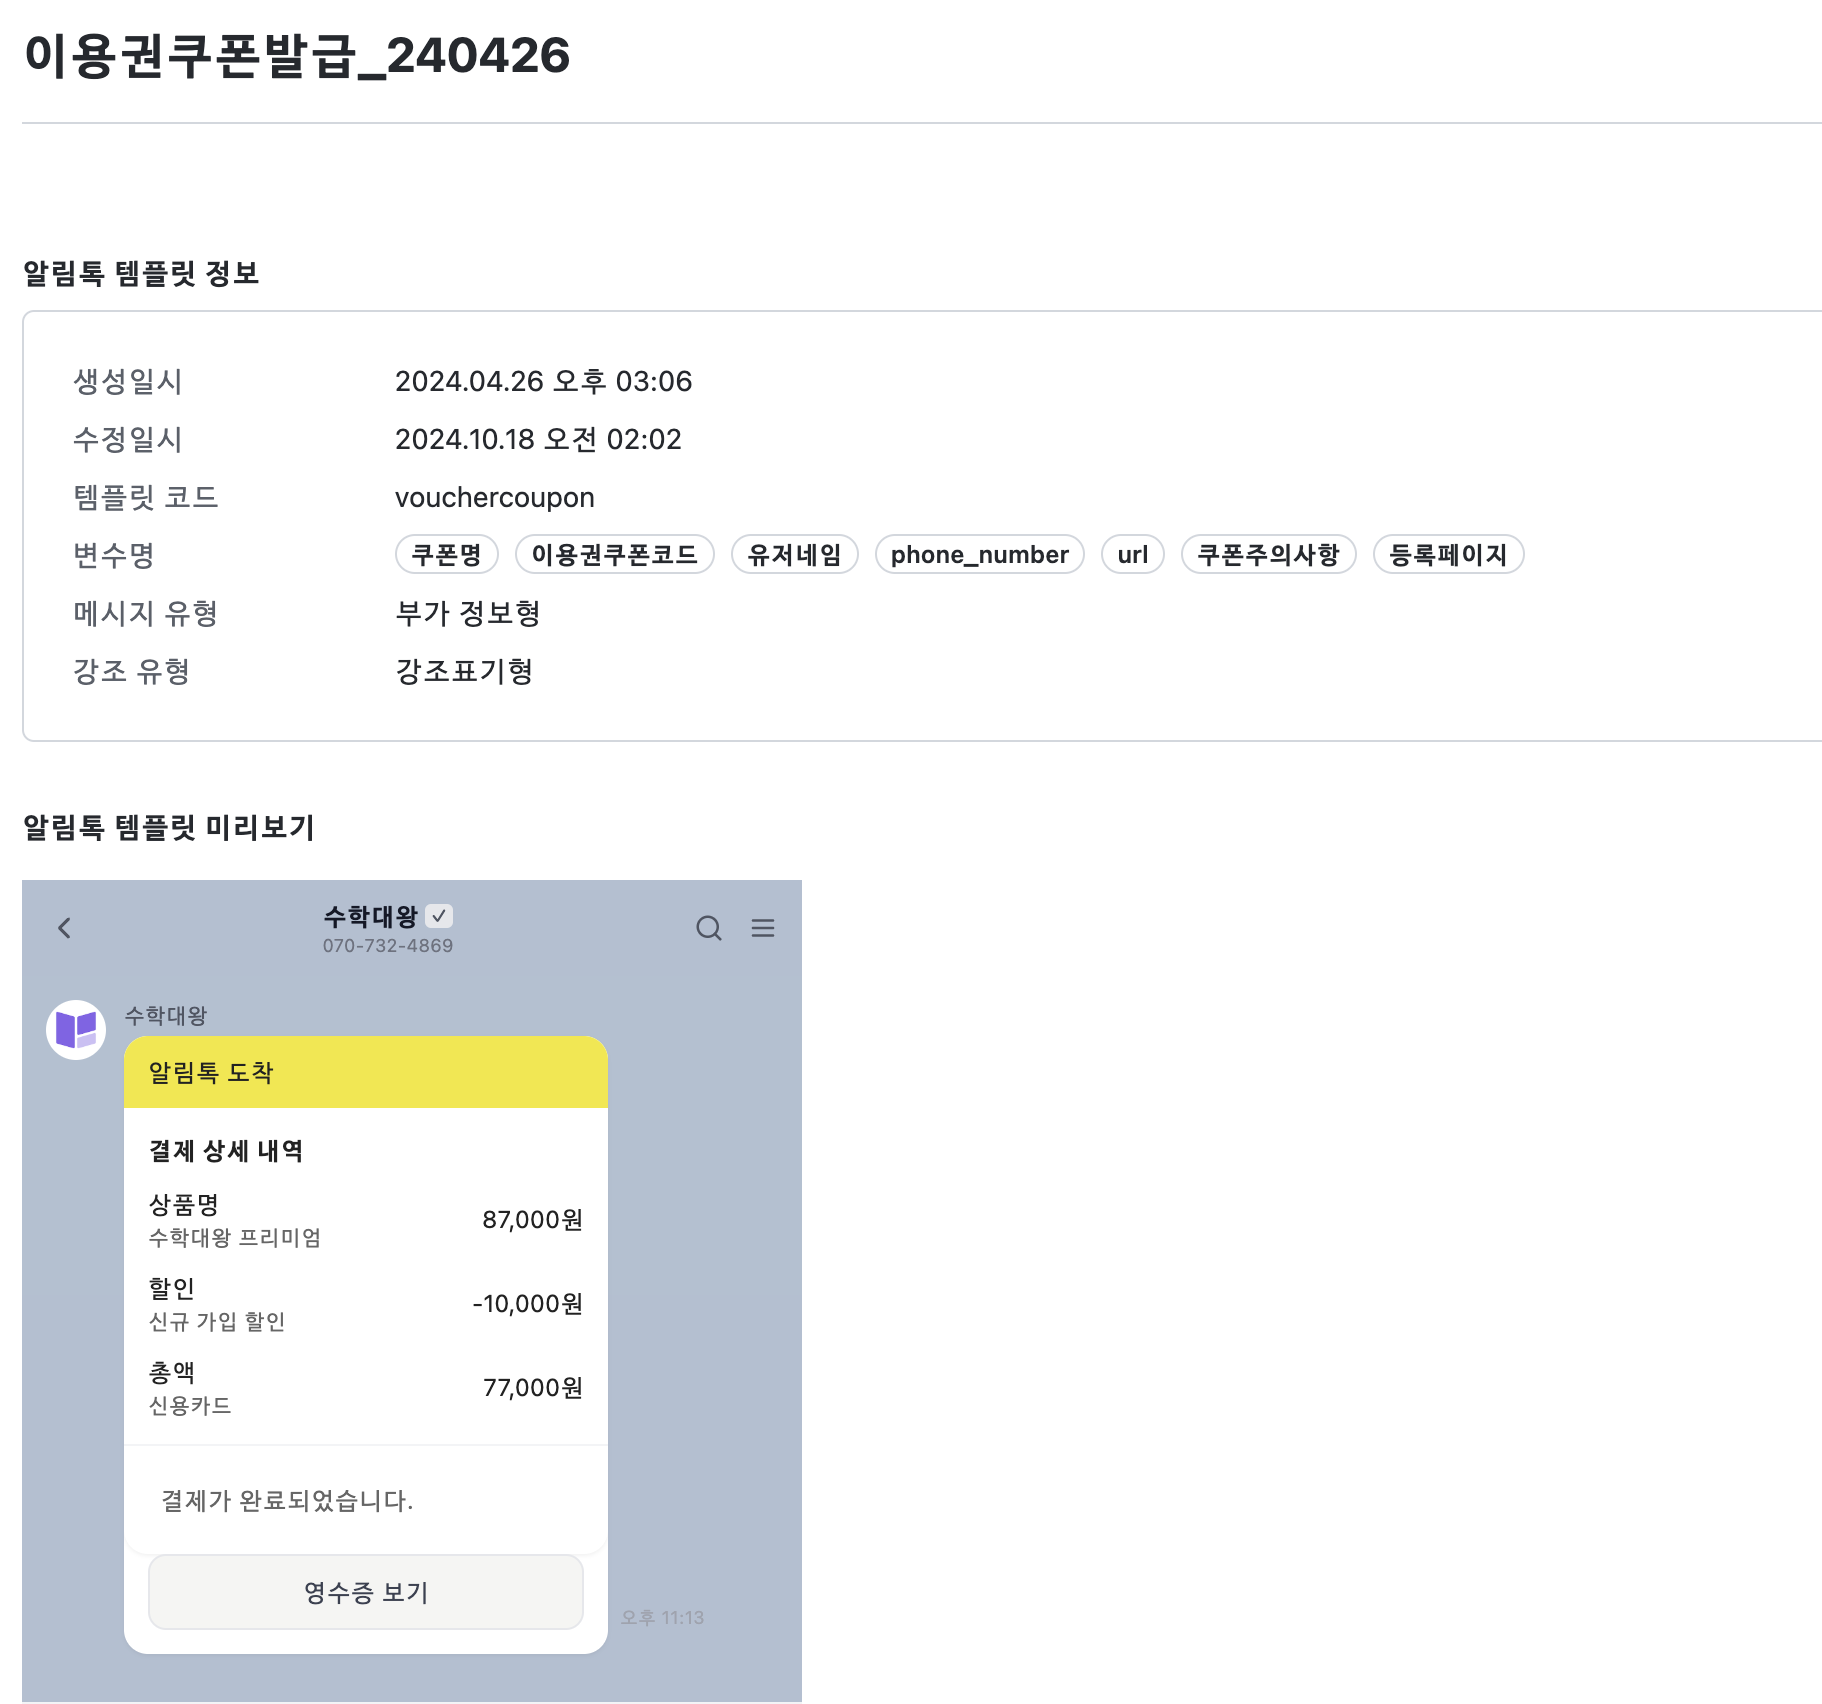 이용권쿠폰발급_240426
알림톡 템플릿 정보
생성일시 2024.04.26 오후 03:06
수정일시 2024.10.18 오전 02:02
템플릿 코드 vouchercoupon
변수명 쿠폰명 이용권쿠폰코드 유저네임 phone_number url 쿠폰주의사항 등록페이지
메시지 유형 부가 정보형
강조 유형 강조표기형
알림톡 템플릿 미리보기
수학대왕
070-732-4869
수학대왕
알림톡 도착
결제 상세 내역
상품명
수학대왕 프리미엄
87,000원
할인
신규 가입 할인
-10,000원
총액
신용카드
77,000원
결제가 완료되었습니다.
영수증 보기
오후 11:13